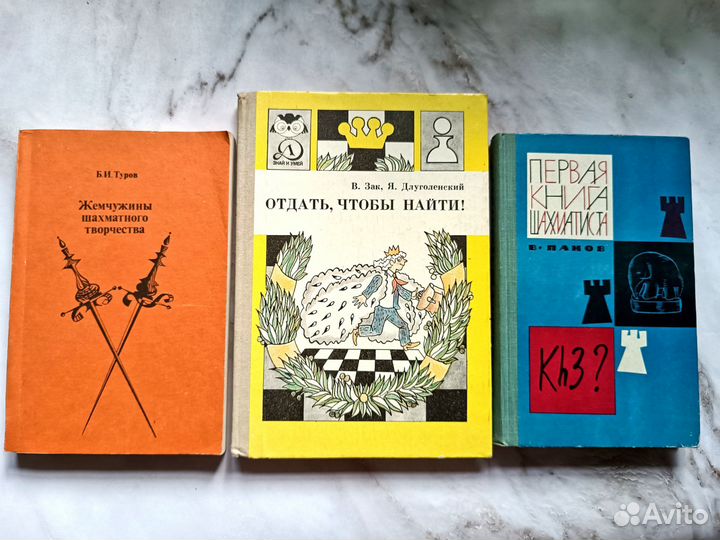 Б.И. Туров
Жемчужины
шахматного
творчества
Д
ЗНАЙ И УМЕЙ
В. Зак, Я. Длуголенский
ОТДАТЬ, ЧТОБЫ НАЙТИ!
ПЕРВАЯ
КНИГА
ШАХМАТИСТА
В. ПАНОВ
Kh3?
Avito